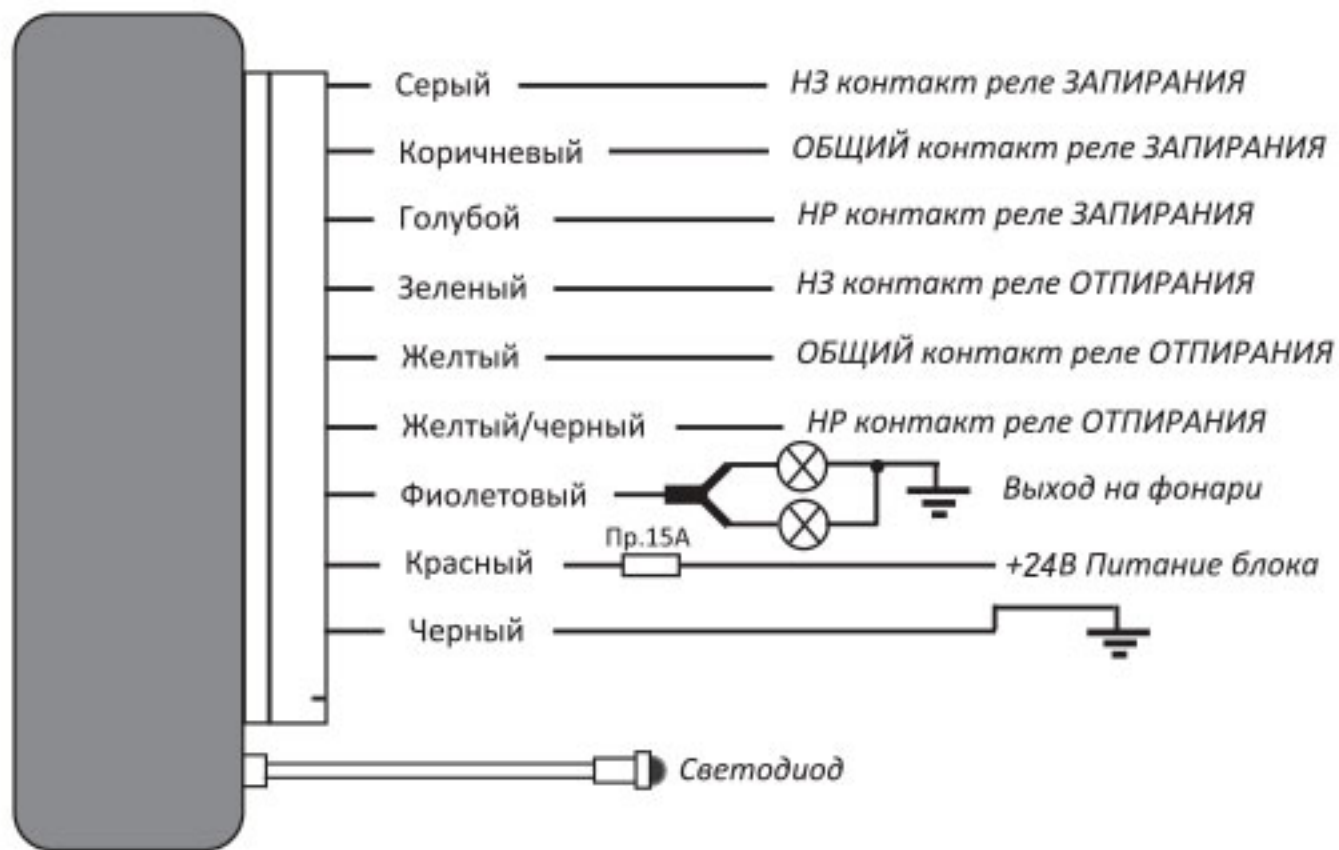 Серый НЗ контакт реле ЗАПИРАНИЯ
Коричневый ОБЩИЙ контакт реле ЗАПИРАНИЯ
Голубой НР контакт реле ЗАПИРАНИЯ
Зеленый НЗ контакт реле ОТПИРАНИЯ
Желтый ОБЩИЙ контакт реле ОТПИРАНИЯ
Желтый/черный НР контакт реле ОТПИРАНИЯ
Фиолетовый Выход на фонари
Пр.15А
Красный +24В Питание блока
Черный
Светодиод